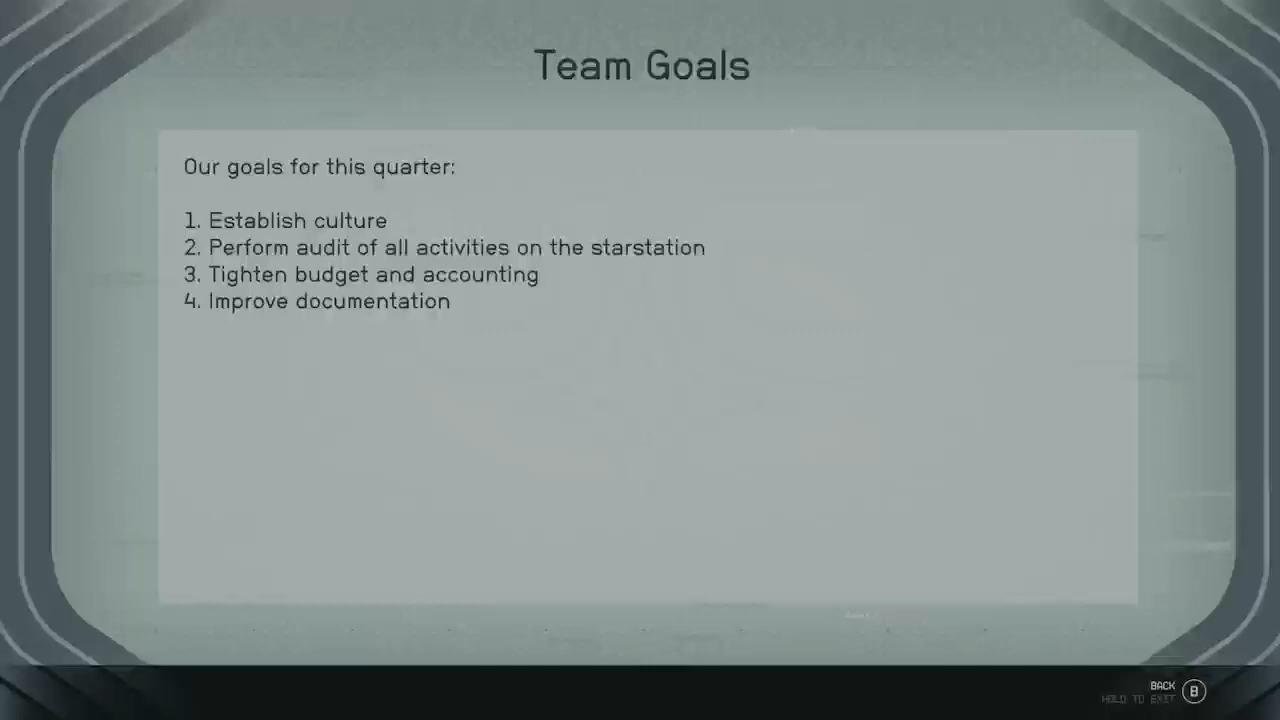 Team Goals
Our goals for this quarter:
1. Establish culture
2. Perform audit of all activities on the starstation
3. Tighten budget and accounting
4. Improve documentation
BACK
HOLD TO EXIT
B